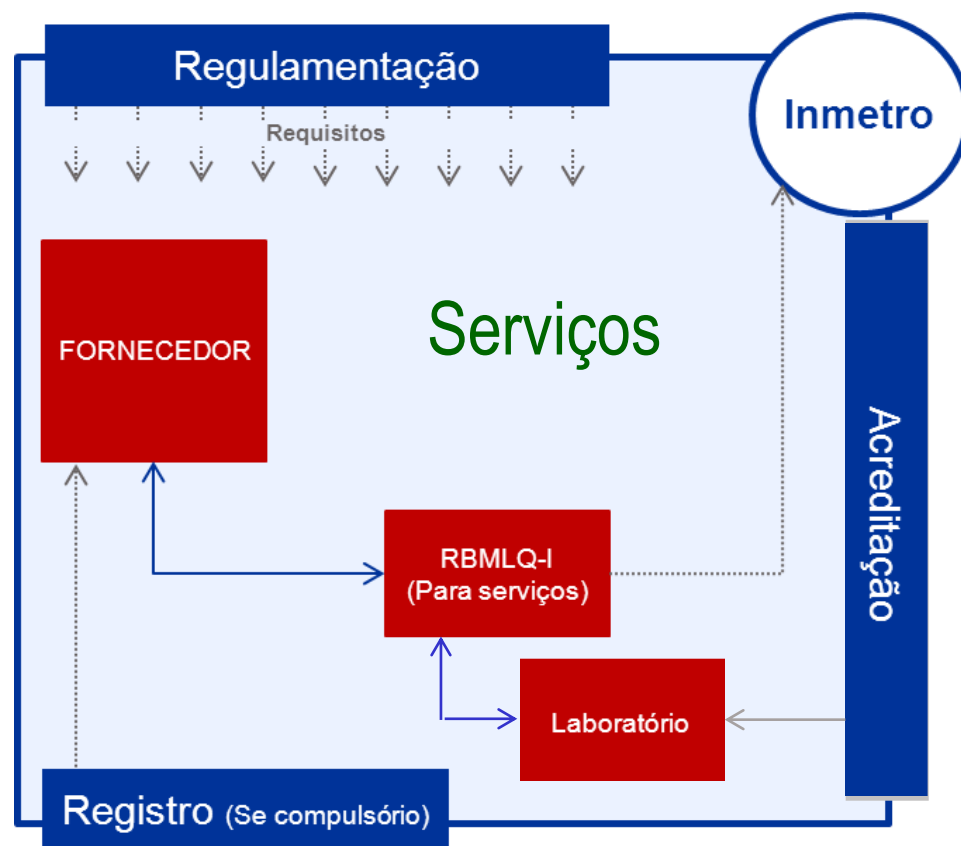 Regulamentação
Inmetro
Requisitos
FORNECEDOR
Serviços
Acreditação
RBMLQ-I
(Para serviços)
Laboratório
Registro (Se compulsório)